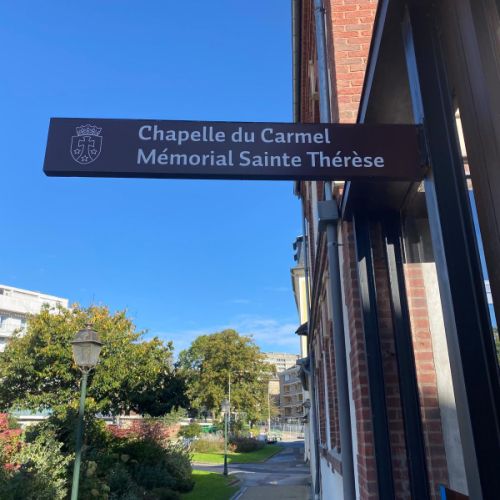 Chapelle du Carmel
Mémorial Sainte Thérèse